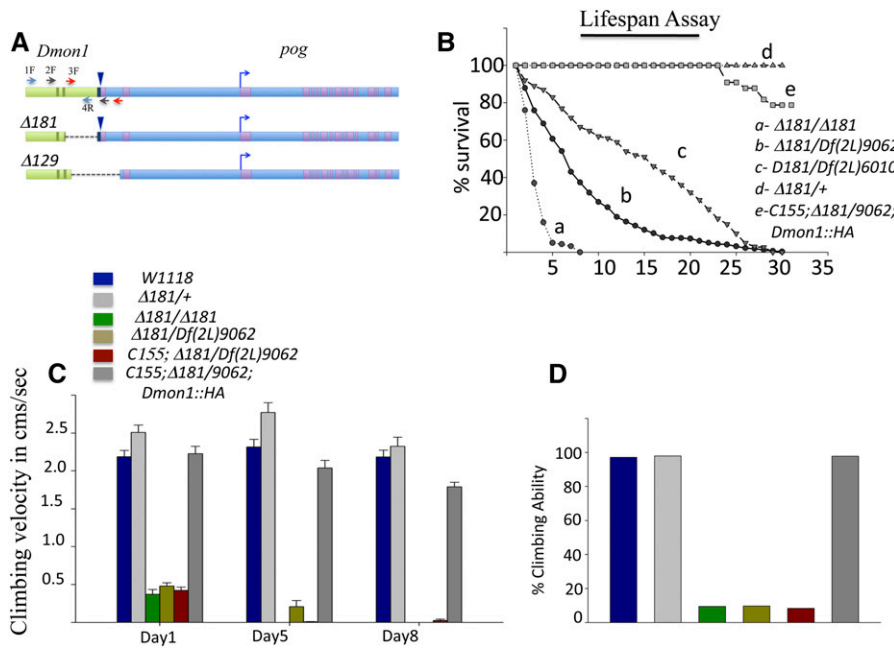 A
Dmon1
pog
1F 2F 3F
4R
Δ181
Δ129
Lifespan Assay
B
% survival
100
80
60
40
20
5 10 15 20 25 30 35
a
b
c
d
e
a- Δ181/Δ181
b- Δ181/Df(2L)9062
c- D181/Df(2L)6010
d- Δ181/+
e-C155;Δ181/9062;
Dmon1::HA
W1118
Δ181/+
Δ181/Δ181
Δ181/Df(2L)9062
C155; Δ181/Df(2L)9062
C155;Δ181/9062;
Dmon1::HA
C
Climbing velocity in cms/sec
2.5
2.0
1.5
1.0
0.5
Day1 Day5 Day8
D
% Climbing Ability
100
80
60
40
20
0